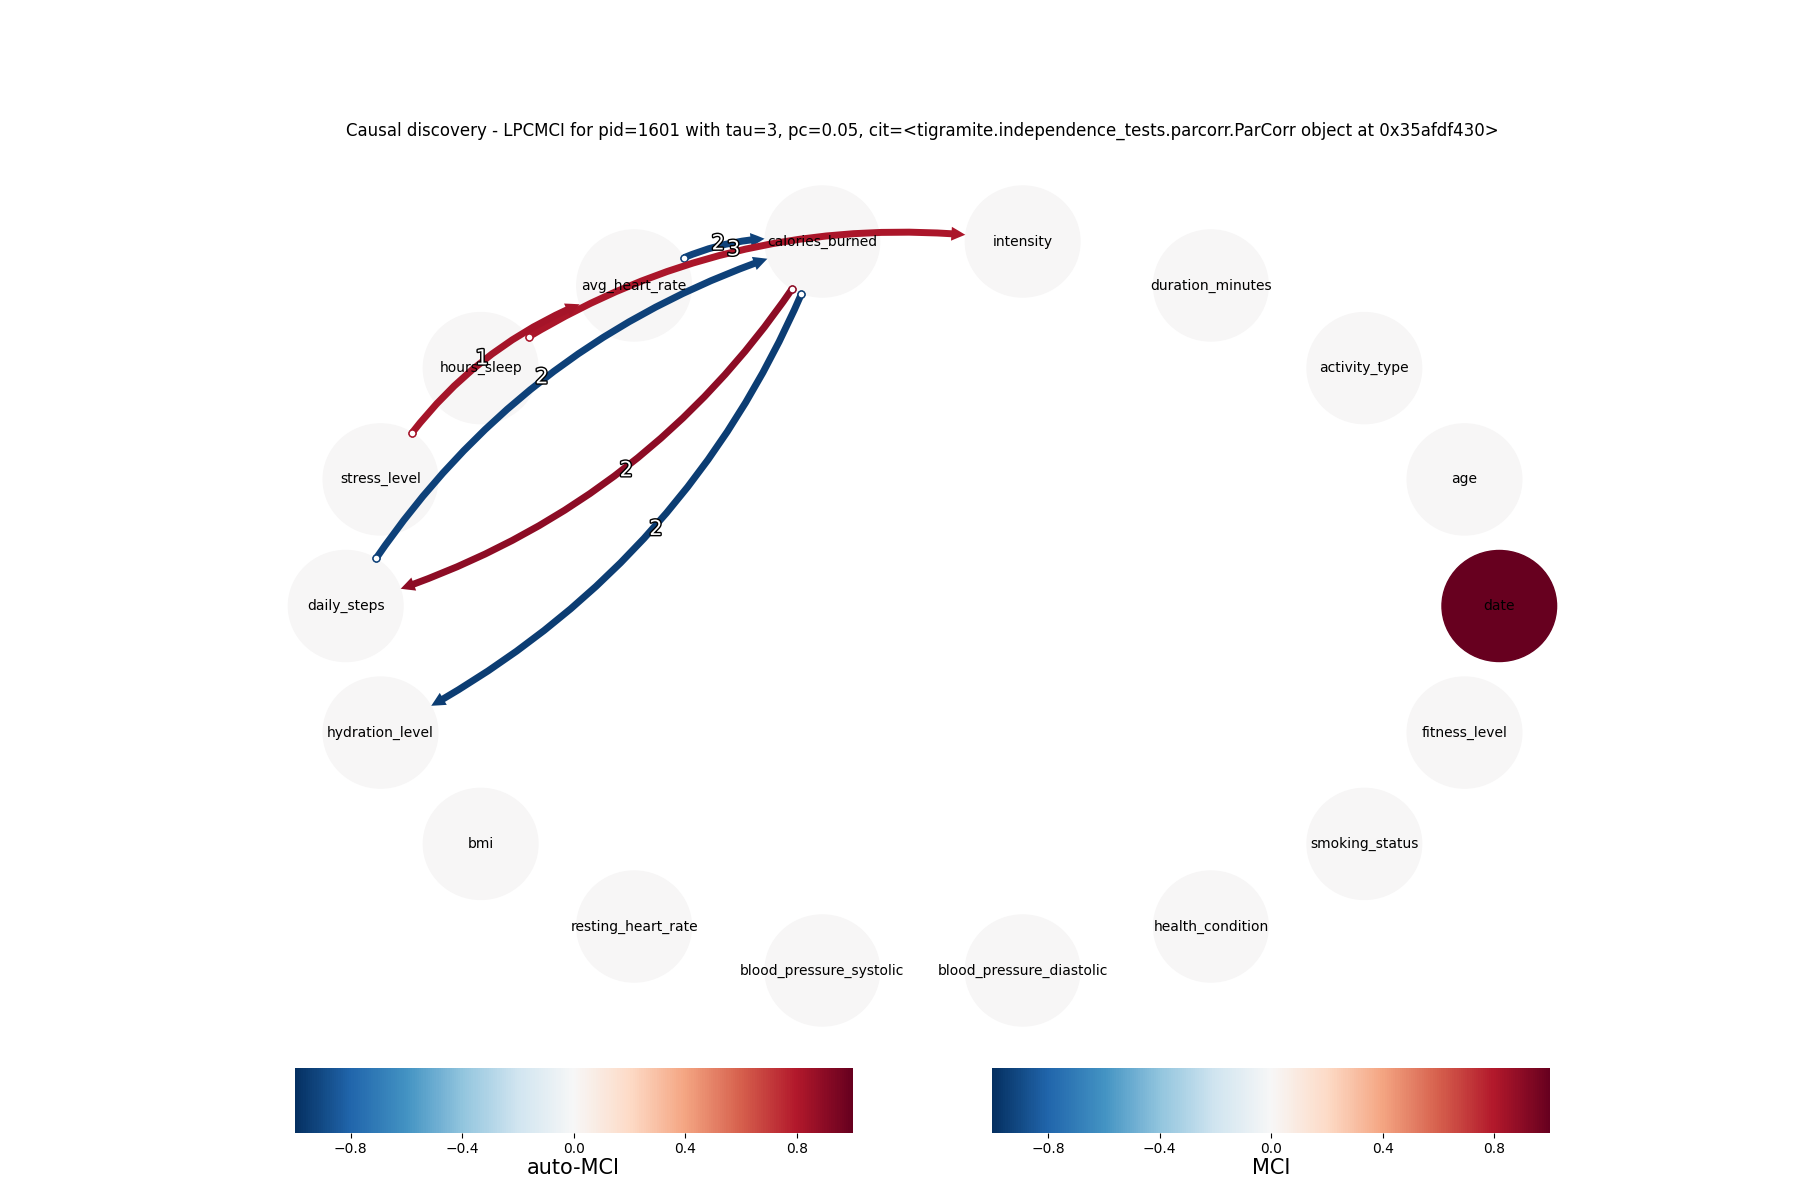 Causal discovery - LPCMCI for pid=1601 with tau=3, pc=0.05, cit=<tigramite.independence_tests.parcorr.ParCorr object at 0x35afdf430>
calories_burned
intensity
2
3
avg_heart_rate
duration_minutes
1
hours_sleep
2
activity_type
stress_level
2
age
2
daily_steps
date
hydration_level
fitness_level
bmi
smoking_status
resting_heart_rate
health_condition
blood_pressure_systolic
blood_pressure_diastolic
−0.8 −0.4 0.0 0.4 0.8
auto-MCI
−0.8 −0.4 0.0 0.4 0.8
MCI